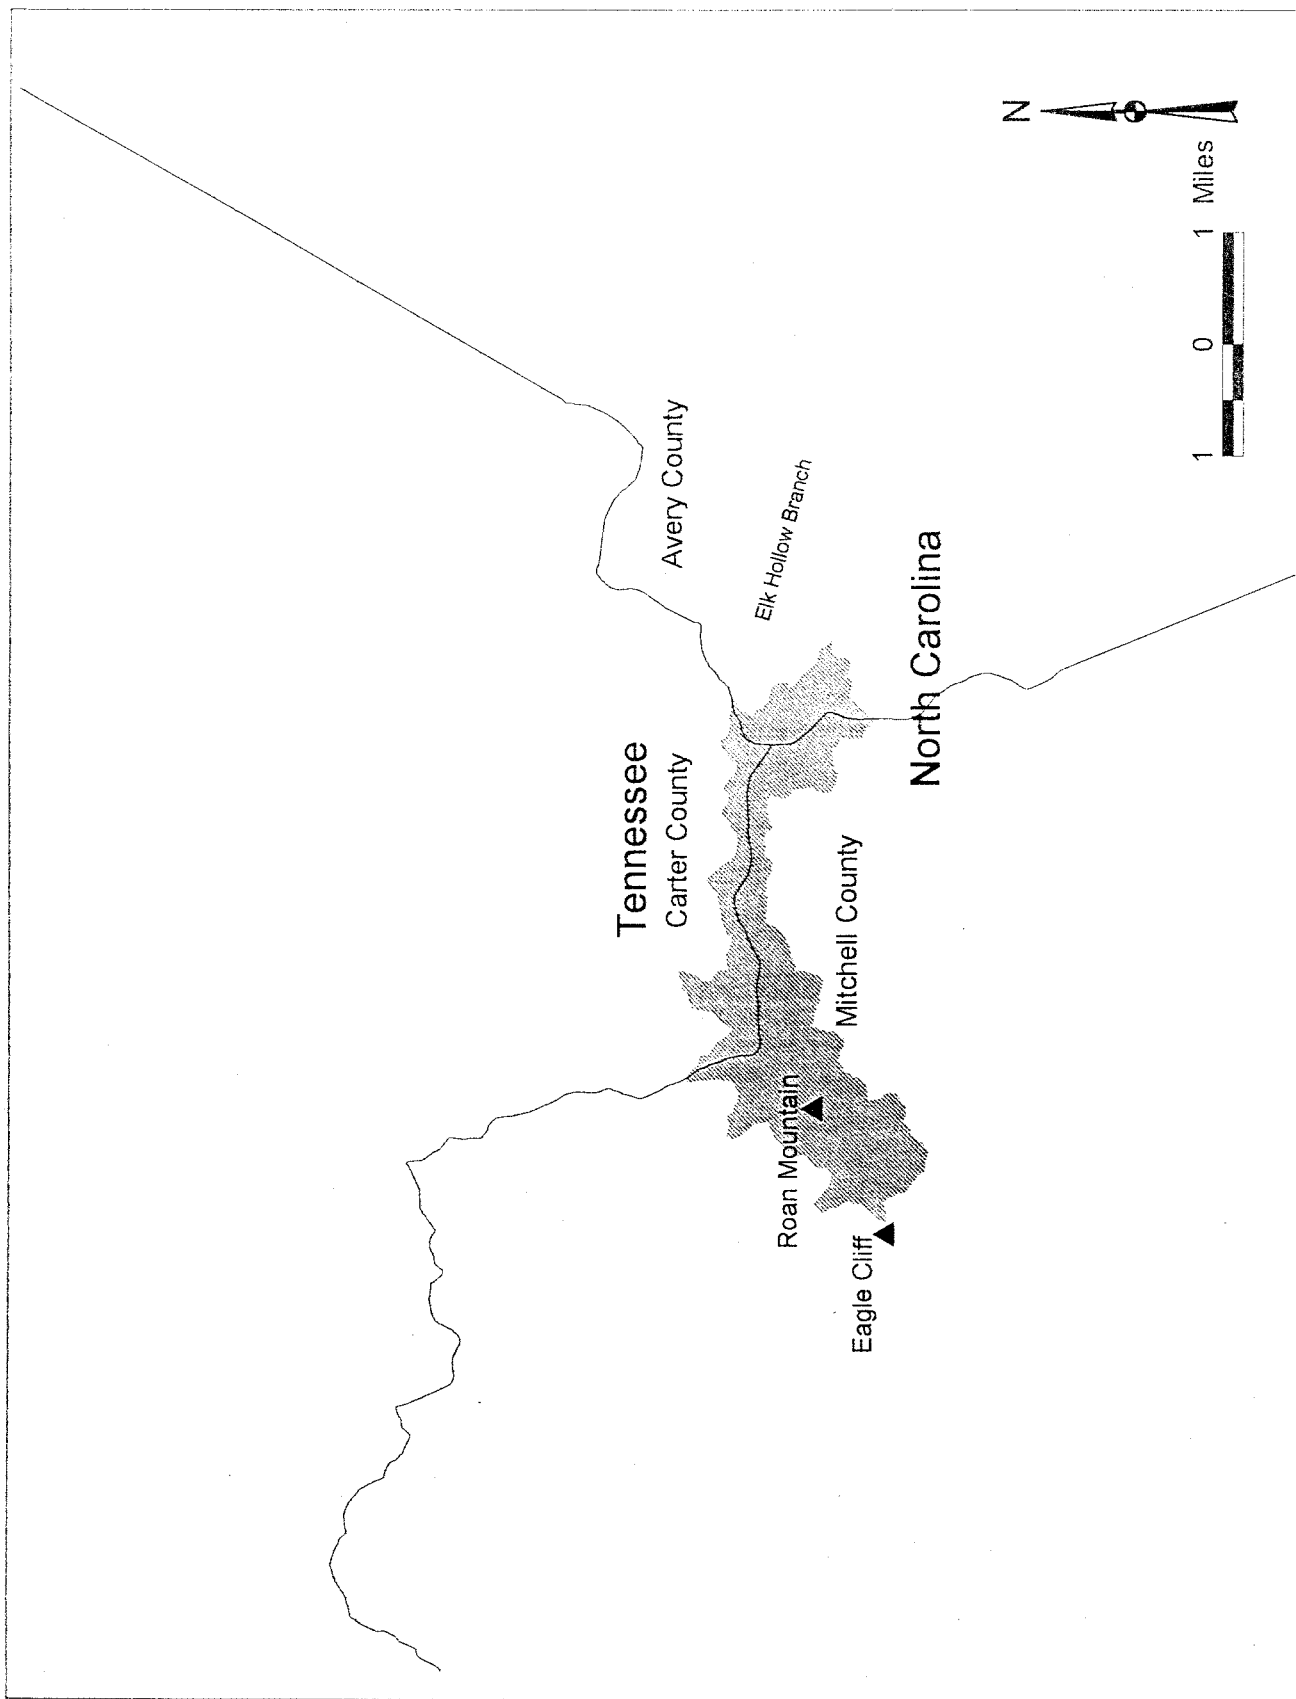 Tennessee
Carter County
Avery County
Elk Hollow Branch
Roan Mountain
Mitchell County
Eagle Cliff
North Carolina
N
1 0 1 Miles